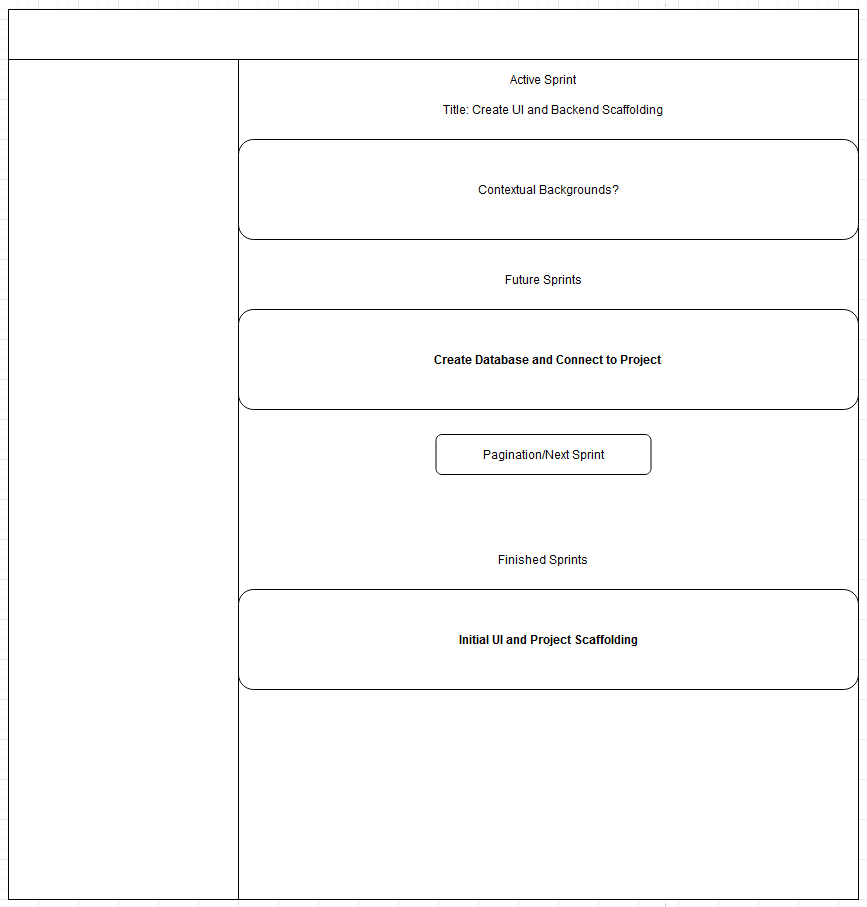 Active Sprint
Title: Create UI and Backend Scaffolding
Contextual Backgrounds?
Future Sprints
Create Database and Connect to Project
Pagination/Next Sprint
Finished Sprints
Initial UI and Project Scaffolding